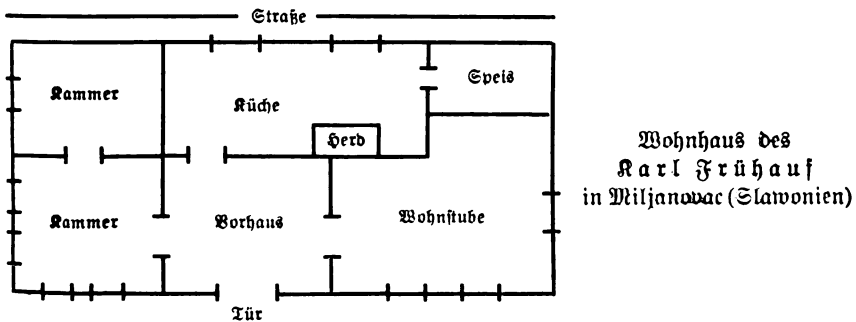 Straße
Kammer
Küche
Speis
Herd
Kammer
Vorhaus
Wohnstube
Tür
Wohnhaus des
Karl Frühauf
in Miljanovac (Slawonien)